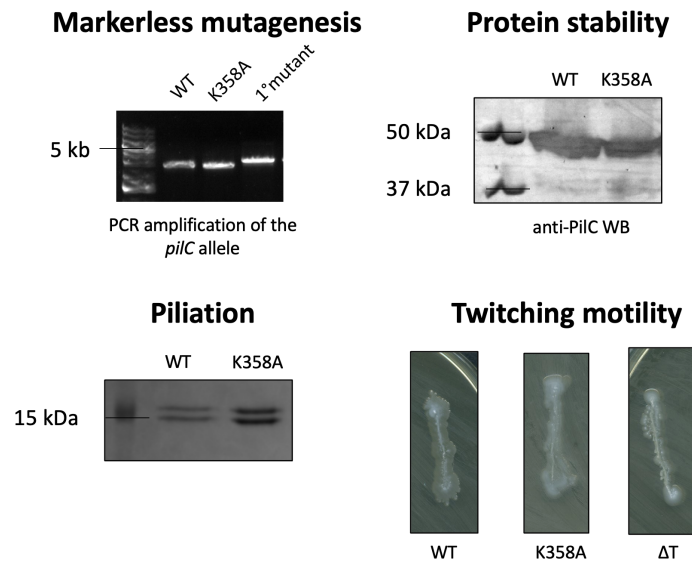 Markerless mutagenesis
WT
K358A
1°mutant
5 kb
PCR amplification of the
pilC allele
Protein stability
WT K358A
50 kDa
37 kDa
anti-PilC WB
Piliation
WT K358A
15 kDa
Twitching motility
WT K358A ΔT